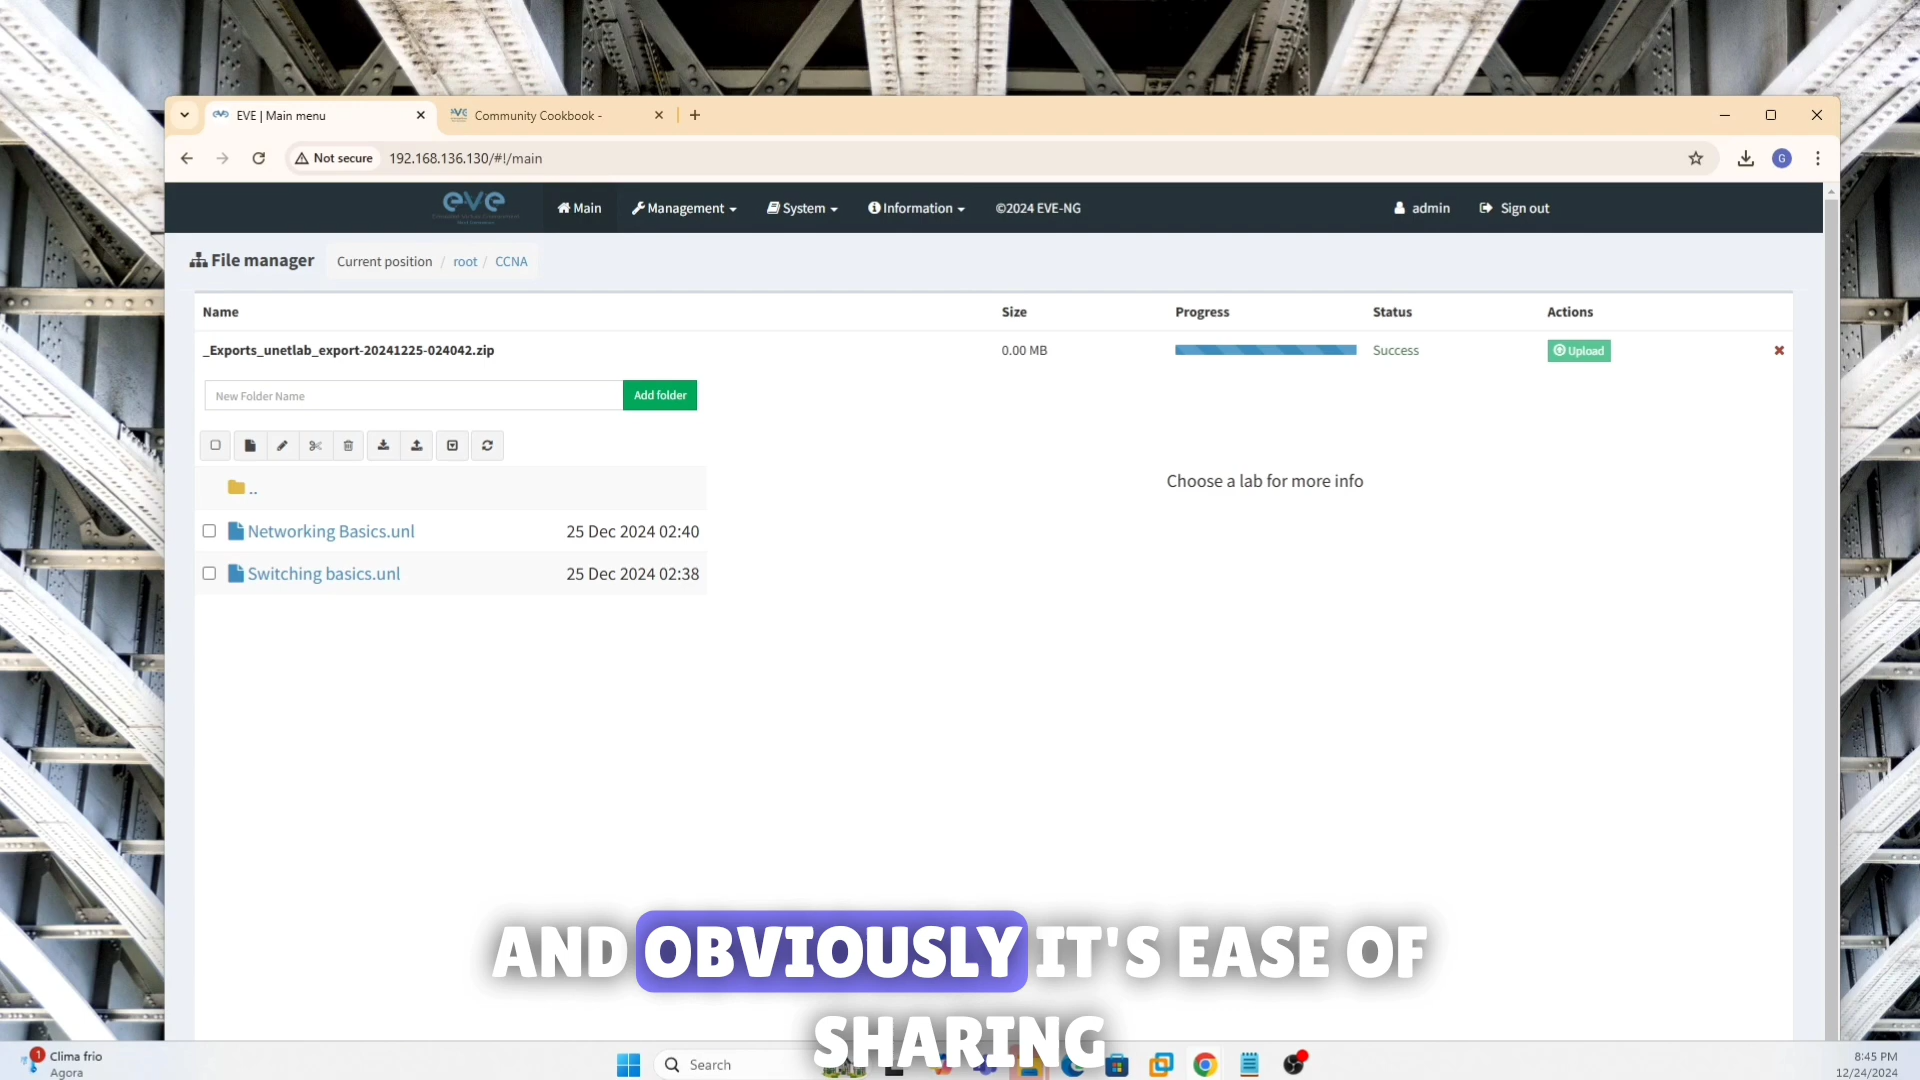 EVE | Main menu
Community Cookbook -
Not secure
192.168.136.130/#!/main
G
eve
Main
Management
System
Information
©2024 EVE-NG
admin
Sign out
File manager
Current position / root / CCNA
Name
Size
Progress
Status
Actions
_Exports_unetlab_export-20241225-024042.zip
0.00 MB
Success
Upload
New Folder Name
Add folder
..
Choose a lab for more info
Networking Basics.unl
25 Dec 2024 02:40
Switching basics.unl
25 Dec 2024 02:38
AND OBVIOUSLY IT'S EASE OF
SHARING
1
Clima frio
Agora
Search
8:45 PM
12/24/2024